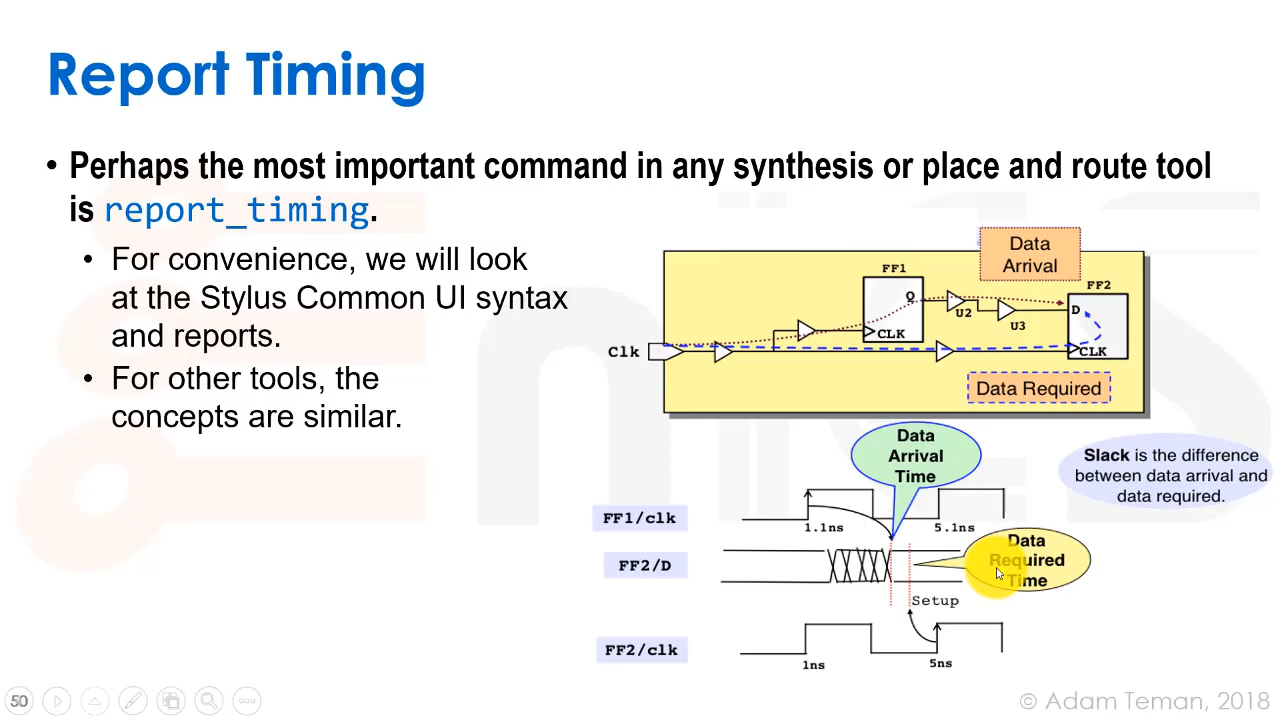 Report Timing
• Perhaps the most important command in any synthesis or place and route tool
is report_timing.
• For convenience, we will look
at the Stylus Common UI syntax
and reports.
• For other tools, the
concepts are similar.
Data
Arrival
FF1
FF2
Q
D
U2
U3
CLK
Clk
CLK
Data Required
Data
Arrival
Time
Slack is the difference
between data arrival and
data required.
FF1/clk
1.1ns
5.1ns
Data
Required
Time
FF2/D
Setup
FF2/clk
1ns
5ns
50
© Adam Teman, 2018